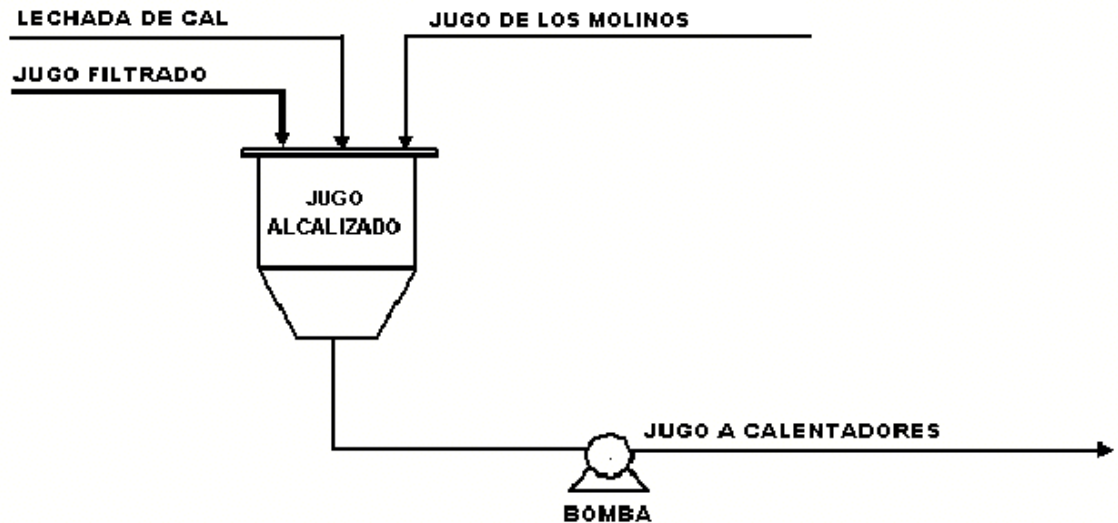 LECHADA DE CAL
JUGO DE LOS MOLINOS
JUGO FILTRADO
JUGO
ALCALIZADO
JUGO A CALENTADORES
BOMBA